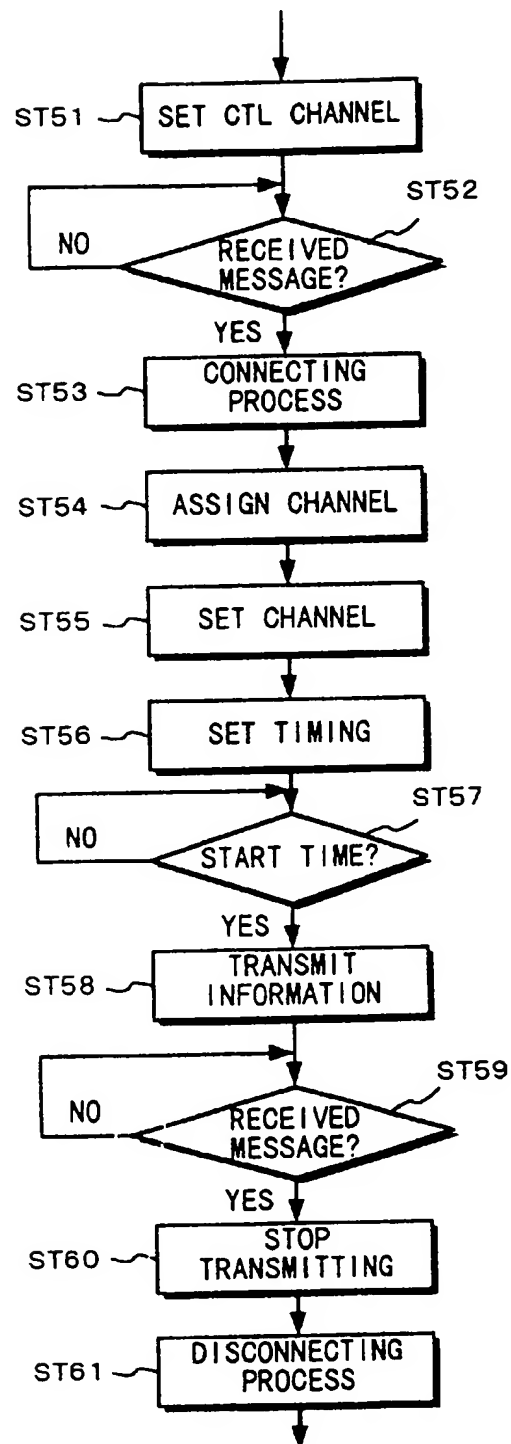 ST51
SET CTL CHANNEL
ST52
NO
RECEIVED
MESSAGE?
YES
ST53
CONNECTING
PROCESS
ST54
ASSIGN CHANNEL
ST55
SET CHANNEL
ST56
SET TIMING
ST57
NO
START TIME?
YES
ST58
TRANSMIT
INFORMATION
ST59
NO
RECEIVED
MESSAGE?
YES
ST60
STOP
TRANSMITTING
ST61
DISCONNECTING
PROCESS